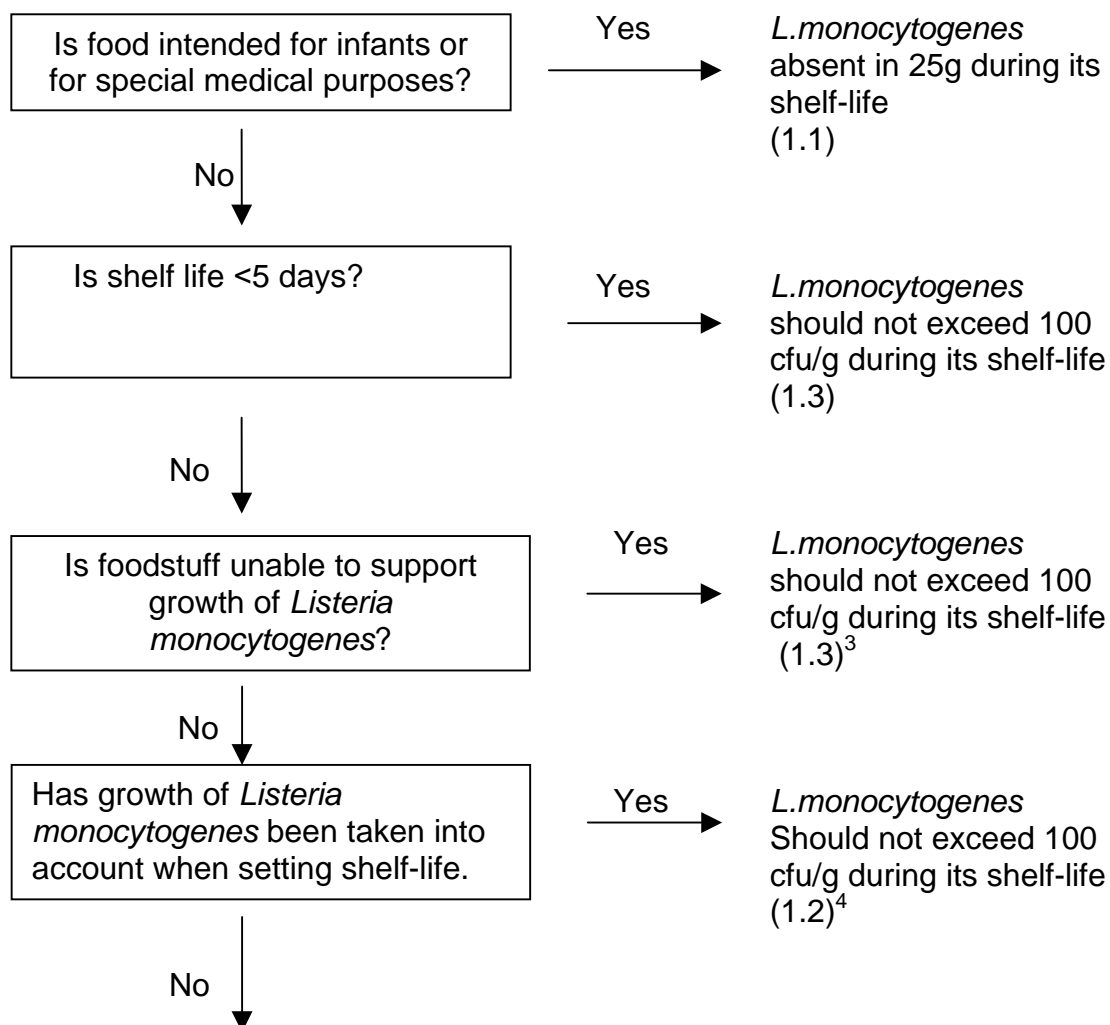 Is food intended for infants or
for special medical purposes?
Yes
L.monocytogenes
absent in 25g during its
shelf-life
(1.1)
No
Is shelf life <5 days?
Yes
L.monocytogenes
should not exceed 100
cfu/g during its shelf-life
(1.3)
No
Is foodstuff unable to support
growth of Listeria
monocytogenes?
Yes
L.monocytogenes
should not exceed 100
cfu/g during its shelf-life
(1.3)³
No
Has growth of Listeria
monocytogenes been taken into
account when setting shelf-life.
Yes
L.monocytogenes
Should not exceed 100
cfu/g during its shelf-life
(1.2)⁴
No